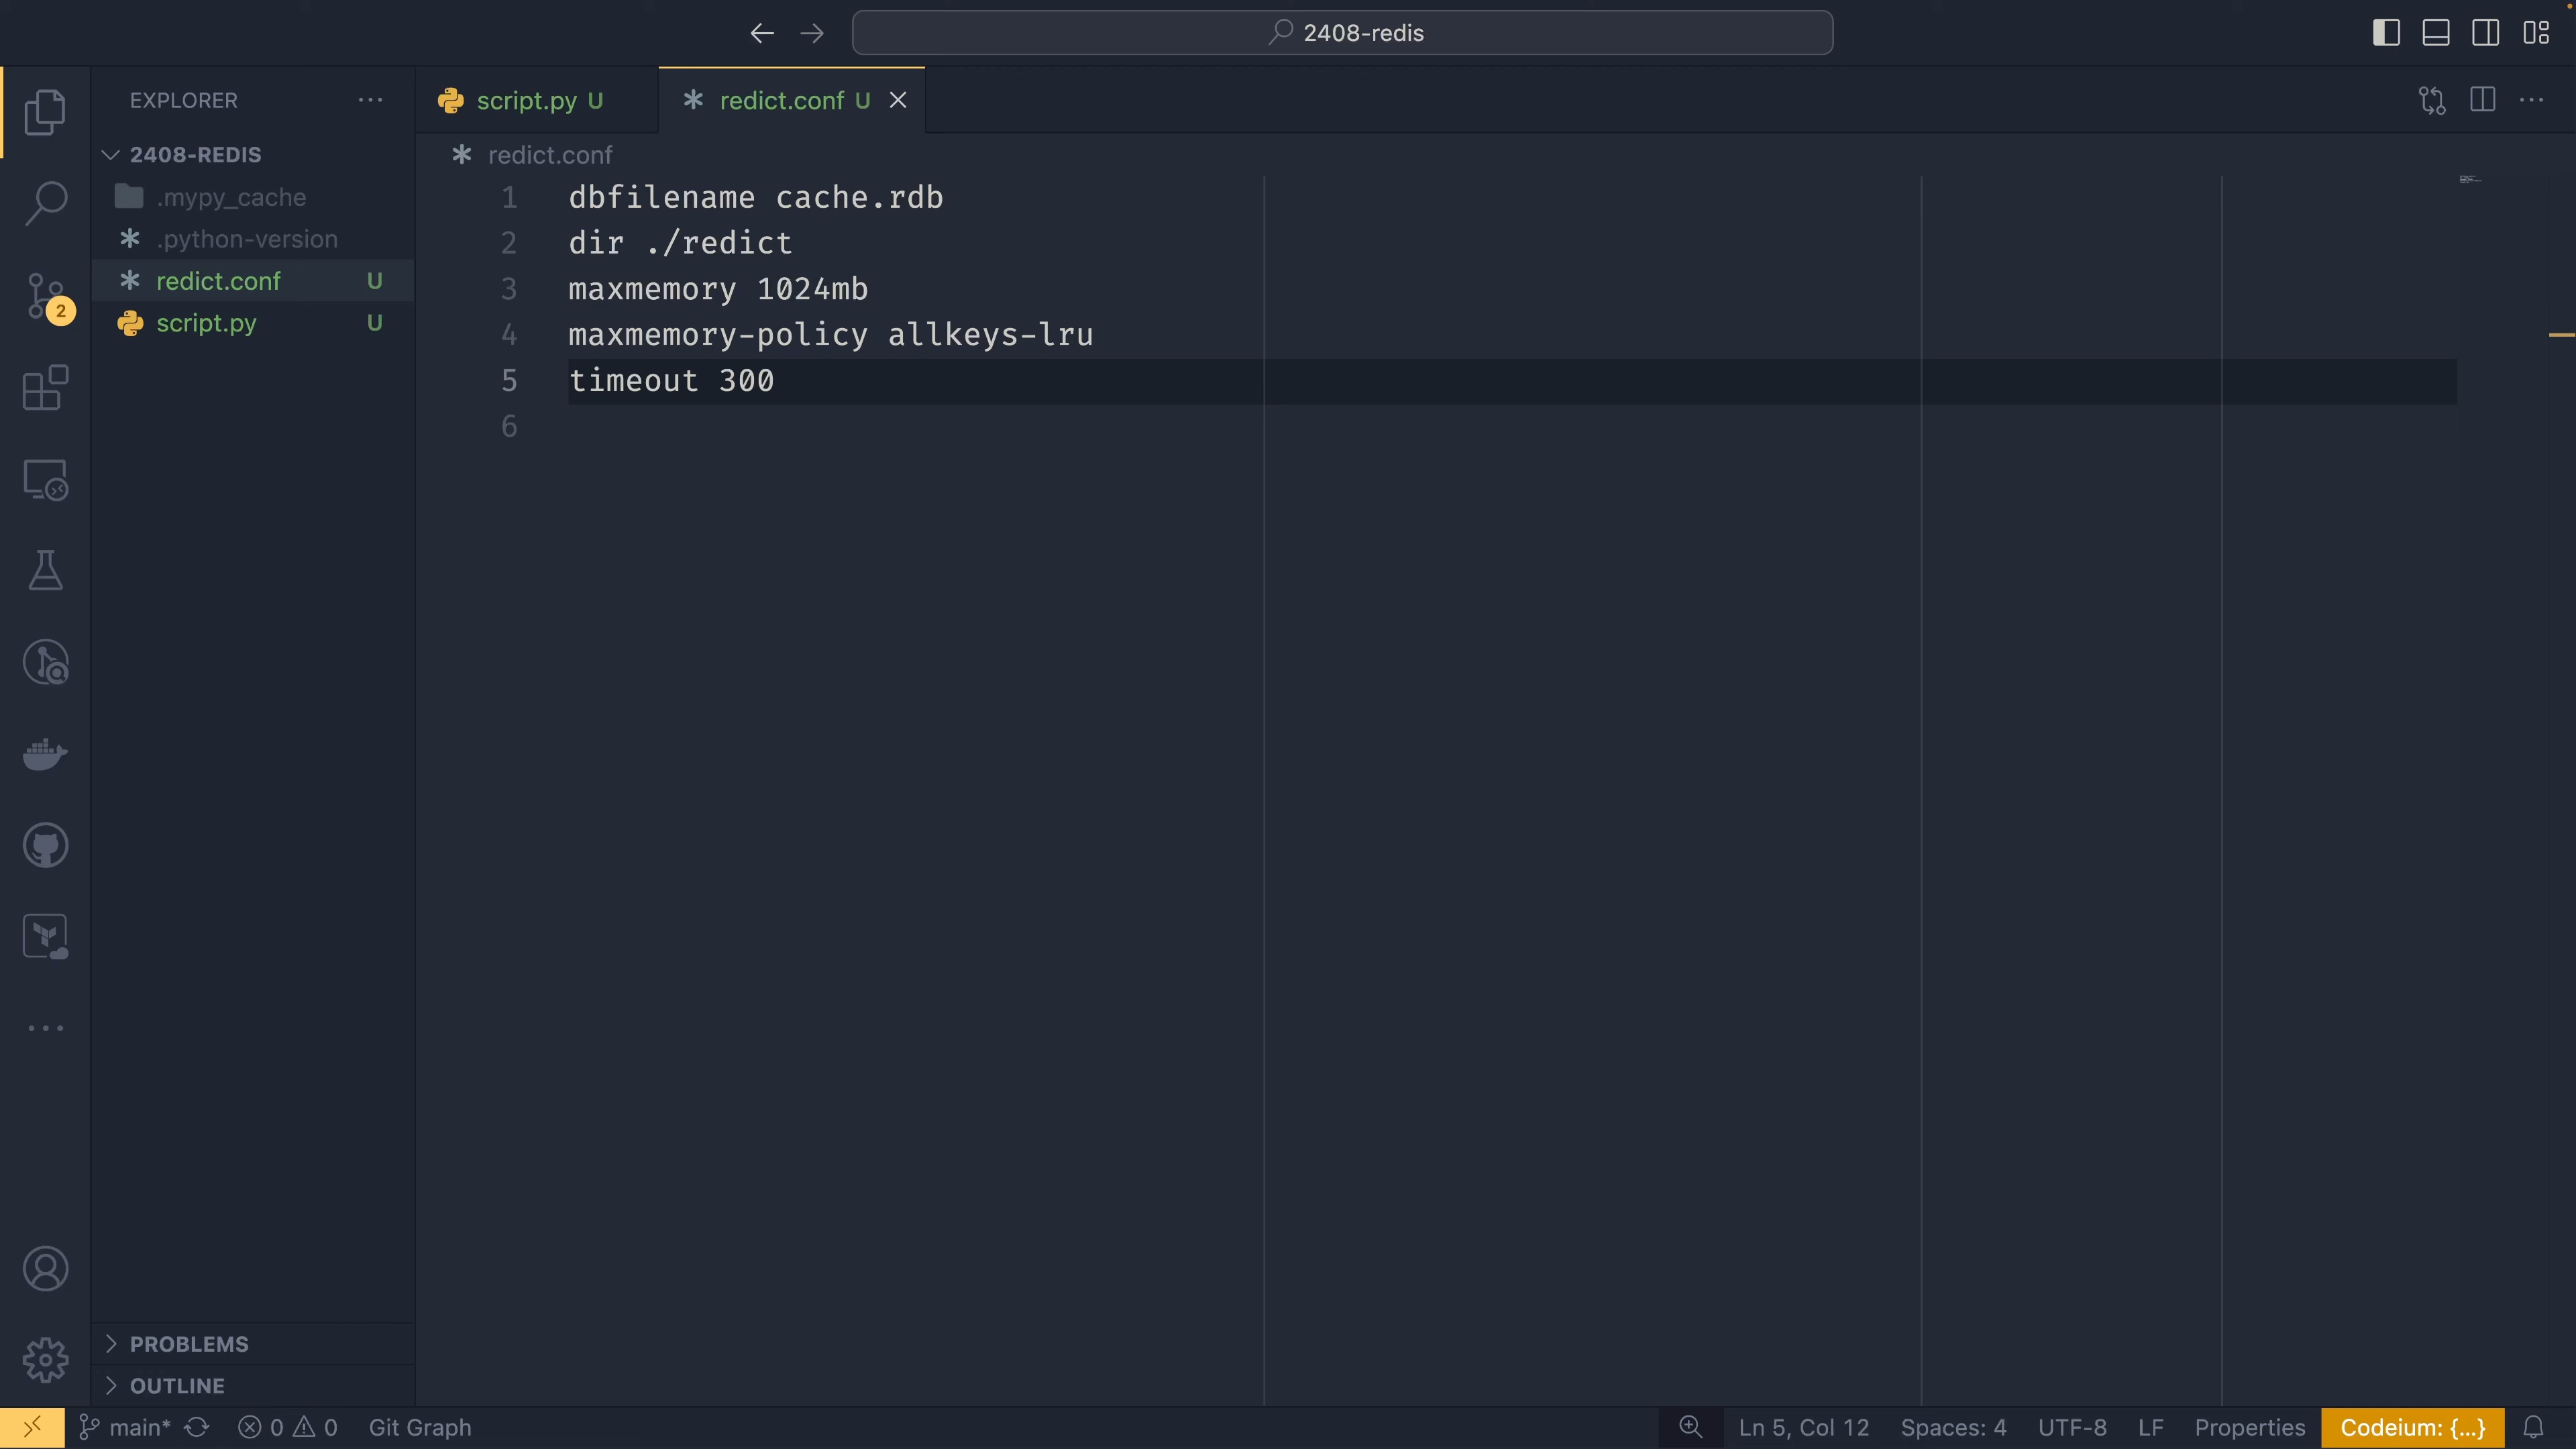 2408-redis
EXPLORER
script.py U
redict.conf U
2408-REDIS
.mypy_cache
.python-version
redict.conf U
script.py U
redict.conf
1 dbfilename cache.rdb
2 dir ./redict
3 maxmemory 1024mb
4 maxmemory-policy allkeys-lru
5 timeout 300
6
2
PROBLEMS
OUTLINE
main* 0 0 Git Graph Ln 5, Col 12 Spaces: 4 UTF-8 LF Properties Codeium: {...}